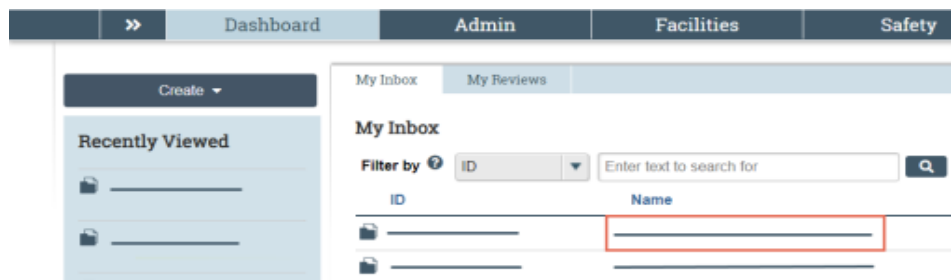 » Dashboard Admin Facilities Safety
Create
Recently Viewed
My Inbox My Reviews
My Inbox
Filter by ? ID Enter text to search for
ID Name